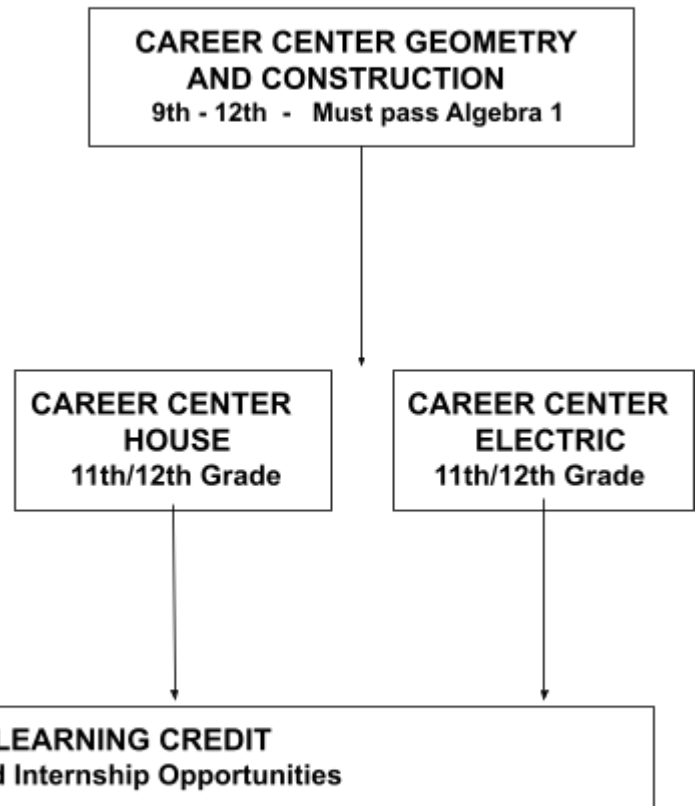 CAREER CENTER GEOMETRY
AND CONSTRUCTION
9th - 12th - Must pass Algebra 1
CAREER CENTER
HOUSE
11th/12th Grade
CAREER CENTER
ELECTRIC
11th/12th Grade
LEARNING CREDIT
Internship Opportunities